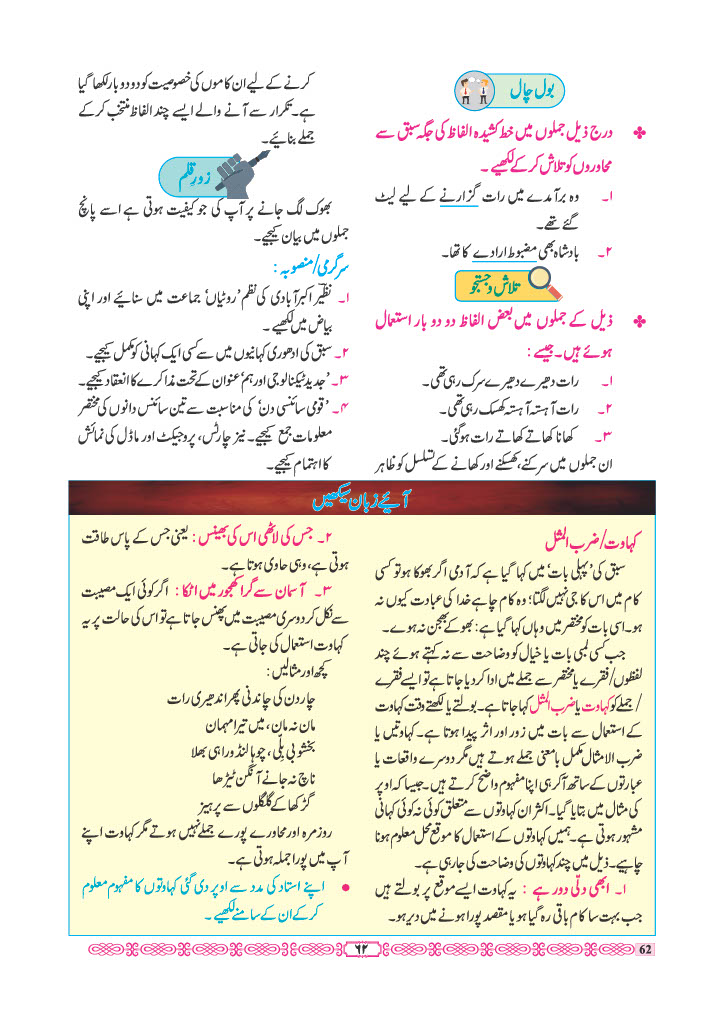 بول چال
درج ذیل جملوں میں خط کشیدہ الفاظ کی جگہ سبق سے
محاوروں کو تلاش کرکے لکھیے۔
۱۔ وہ برآمدے میں رات گزارنے کے لیے لیٹ
گئے تھے۔
۲۔ بادشاہ بھی مضبوط ارادے کا تھا۔
تلاش و جستجو
ذیل کے جملوں میں بعض الفاظ دو دو بار استعمال
ہوئے ہیں۔ جیسے :
۱۔ رات دھیرے دھیرے سرک رہی تھی۔
۲۔ رات آہستہ آہستہ کھسک رہی تھی۔
۳۔ کھانا کھاتے کھاتے رات ہوگئی۔
ان جملوں میں سرکنے، کھسکنے اور کھانے کے تسلسل کو ظاہر
کرنے کے لیے ان کاموں کی خصوصیت کو دو دو بار لکھا گیا
ہے۔ تکرار سے آنے والے ایسے چند الفاظ منتخب کرکے
جملے بنائیے۔
زورِ قلم
بھوک لگ جانے پر آپ کی جو کیفیت ہوتی ہے اسے پانچ
جملوں میں بیان کیجیے۔
سرگرمی/منصوبہ :
۱۔ نظیر اکبر آبادی کی نظم ’روٹیاں‘ جماعت میں سنائیے اور اپنی
بیاض میں لکھیے۔
۲۔ سبق کی ادھوری کہانیوں میں سے کسی ایک کہانی کو مکمل کیجیے۔
۳۔ ’جدید ٹیکنالوجی اور ہم‘ عنوان کے تحت مذاکرے کا انعقاد کیجیے۔
۴۔ ’قومی سائنسی دن‘ کی مناسبت سے تین سائنس دانوں کی مختصر
معلومات جمع کیجیے۔ نیز چارٹس، پروجیکٹ اور ماڈل کی نمائش
کا اہتمام کیجیے۔
آئیے زبان سیکھیں
کہاوت/ضرب المثل
سبق کی ’پہلی بات‘ میں کہا گیا ہے کہ آدمی اگر بھوکا ہو تو کسی
کام میں اس کا جی نہیں لگتا؛ وہ کام چاہے خدا کی عبادت کیوں نہ
ہو۔ اسی بات کو مختصر میں وہاں کہا گیا ہے: بھوکے بھجن نہ ہوے۔
جب کسی لمبی بات یا خیال کو وضاحت سے نہ کہتے ہوئے چند
لفظوں/فقرے یا مختصر سے جملے میں ادا کردیا جاتا ہے تو ایسے فقرے
/جملے کو کہاوت یا ضرب المثل کہا جاتا ہے۔ بولتے یا لکھتے وقت کہاوت
کے استعمال سے بات میں زور اور اثر پیدا ہوتا ہے۔ کہاوتیں یا
ضرب الامثال مکمل بامعنی جملے ہوتے ہیں مگر دوسرے واقعات یا
عبارتوں کے ساتھ آکر ہی اپنا مفہوم واضح کرتے ہیں۔ جیسا کہ اوپر
کی مثال میں بتایا گیا۔ اکثر ان کہاوتوں سے متعلق کوئی نہ کوئی کہانی
مشہور ہوتی ہے۔ ہمیں کہاوتوں کے استعمال کا موقع محل معلوم ہونا
چاہیے۔ ذیل میں چند کہاوتوں کی وضاحت کی جارہی ہے۔
۱۔ ابھی دلّی دور ہے : یہ کہاوت ایسے موقع پر بولتے ہیں
جب بہت سا کام باقی رہ گیا ہو یا مقصد پورا ہونے میں دیر ہو۔
۲۔ جس کی لاٹھی اس کی بھینس : یعنی جس کے پاس طاقت
ہوتی ہے، وہی حاوی ہوتا ہے۔
۳۔ آسمان سے گرا کھجور میں اٹکا : اگر کوئی ایک مصیبت
سے نکل کر دوسری مصیبت میں پھنس جاتا ہے تو اس کی حالت پر یہ
کہاوت استعمال کی جاتی ہے۔
کچھ اور مثالیں :
چار دن کی چاندنی پھر اندھیری رات
مان نہ مان، میں تیرا مہمان
بخشو بی بلّی، چوہا لنڈورا ہی بھلا
ناچ نہ جانے آنگن ٹیڑھا
گڑ کھا کے گلگلوں سے پرہیز
روزمرہ اور محاورے پورے جملے نہیں ہوتے مگر کہاوت اپنے
آپ میں پورا جملہ ہوتی ہے۔
اپنے استاد کی مدد سے اوپر دی گئی کہاوتوں کا مفہوم معلوم
کرکے ان کے سامنے لکھیے۔
۶۲
62